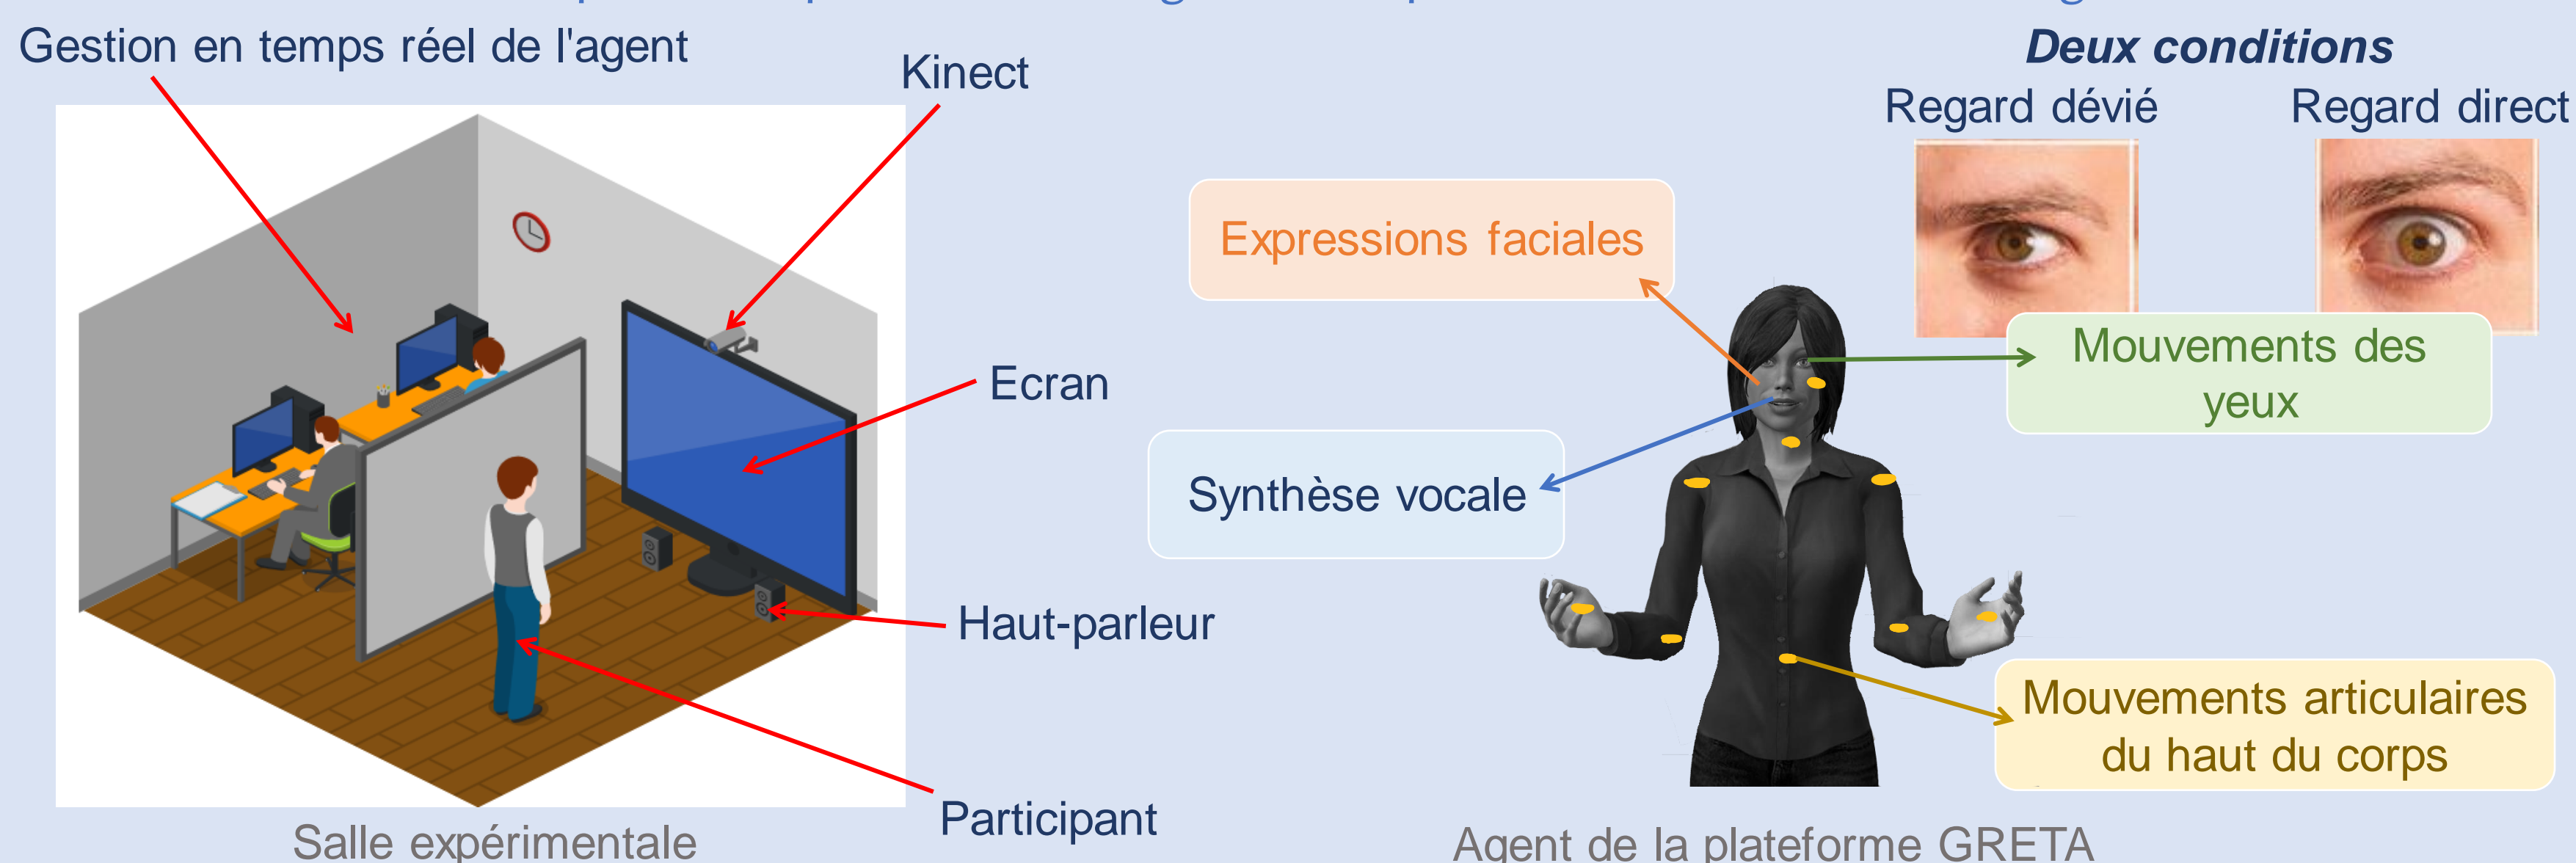 Gestion en temps réel de l'agent
Kinect
Ecran
Haut-parleur
Participant
Salle expérimentale
Deux conditions
Regard dévié
Regard direct
Expressions faciales
Mouvements des
yeux
Synthèse vocale
Mouvements articulaires
du haut du corps
Agent de la plateforme GRETA